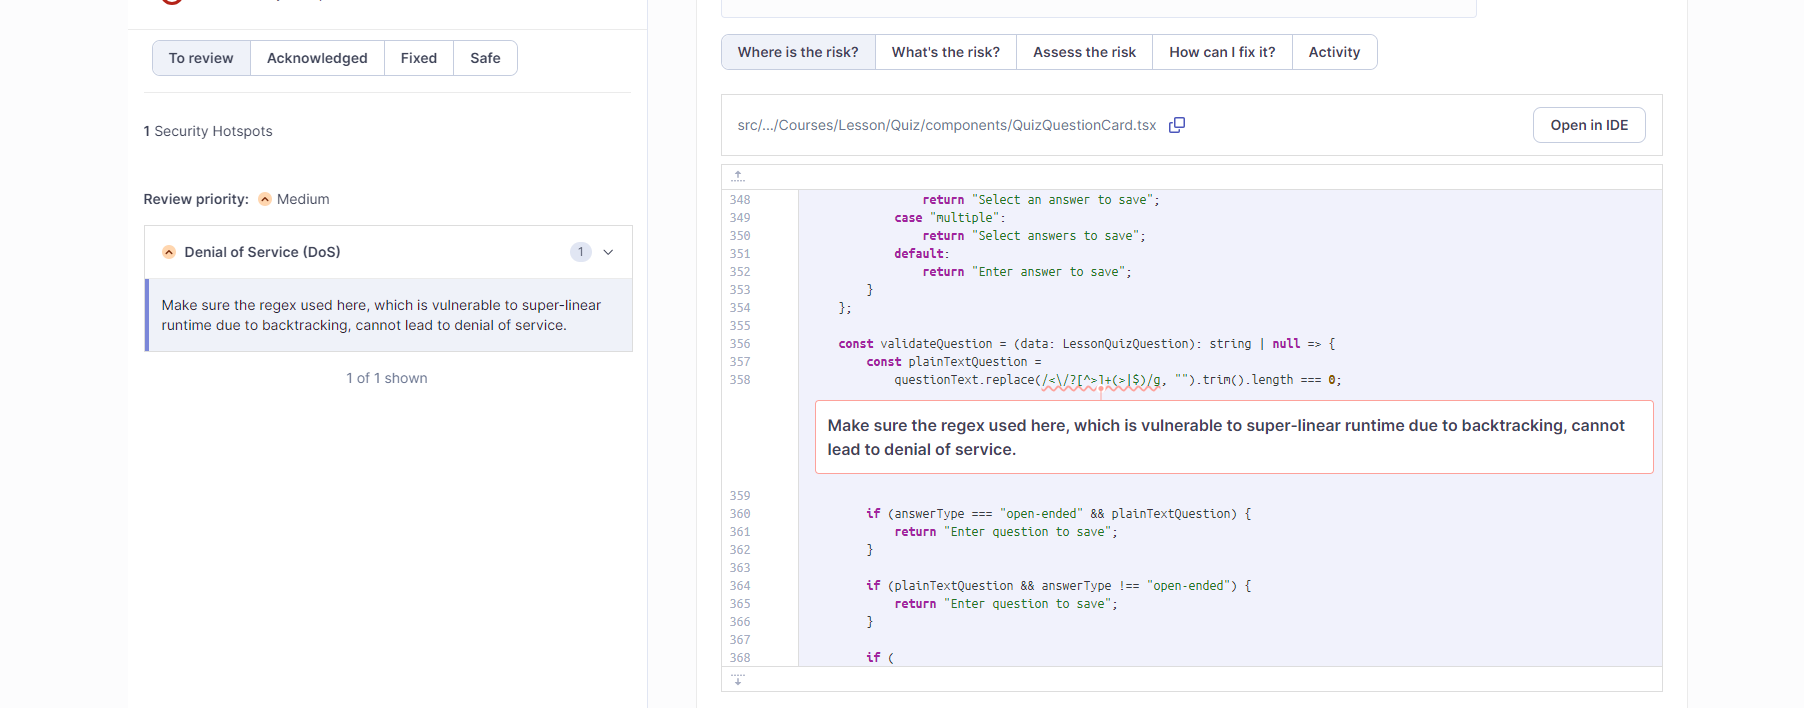 To review
Acknowledged
Fixed
Safe
1 Security Hotspots
Review priority: Medium
Denial of Service (DoS)
1
Make sure the regex used here, which is vulnerable to super-linear
runtime due to backtracking, cannot lead to denial of service.
1 of 1 shown
Where is the risk?
What's the risk?
Assess the risk
How can I fix it?
Activity
src/.../Courses/Lesson/Quiz/components/QuizQuestionCard.tsx
Open in IDE
348 return "Select an answer to save";
349 case "multiple":
350 return "Select answers to save";
351 default:
352 return "Enter answer to save";
353 }
354 };
355
356 const validateQuestion = (data: LessonQuizQuestion): string | null => {
357 const plainTextQuestion =
358 questionText.replace(/<\/?[^>]+(>|$)/g, "").trim().length === 0;
Make sure the regex used here, which is vulnerable to super-linear runtime due to backtracking, cannot
lead to denial of service.
359
360 if (answerType === "open-ended" && plainTextQuestion) {
361 return "Enter question to save";
362 }
363
364 if (plainTextQuestion && answerType !== "open-ended") {
365 return "Enter question to save";
366 }
367
368 if (